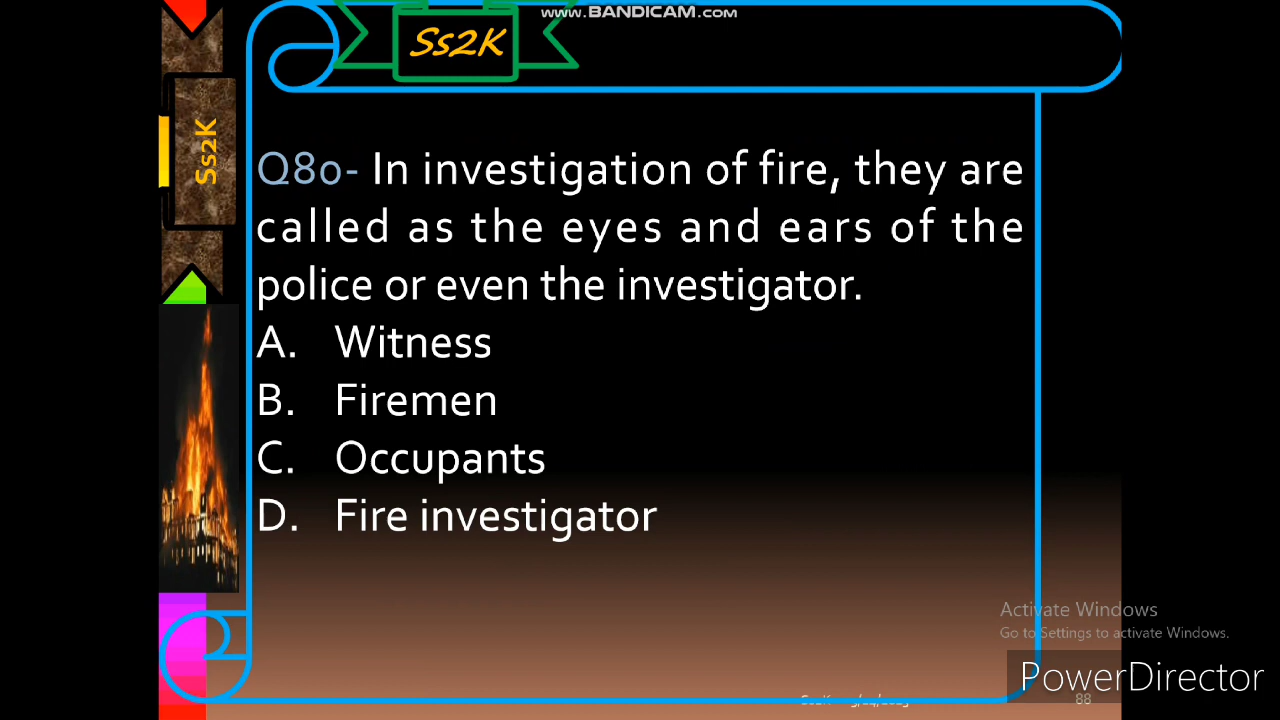 www.BANDICAM.com
Ss2K
Ss2K
Q80- In investigation of fire, they are
called as the eyes and ears of the
police or even the investigator.
A. Witness
B. Firemen
C. Occupants
D. Fire investigator
Activate Windows
Go to Settings to activate Windows.
PowerDirector
Ss2K
88